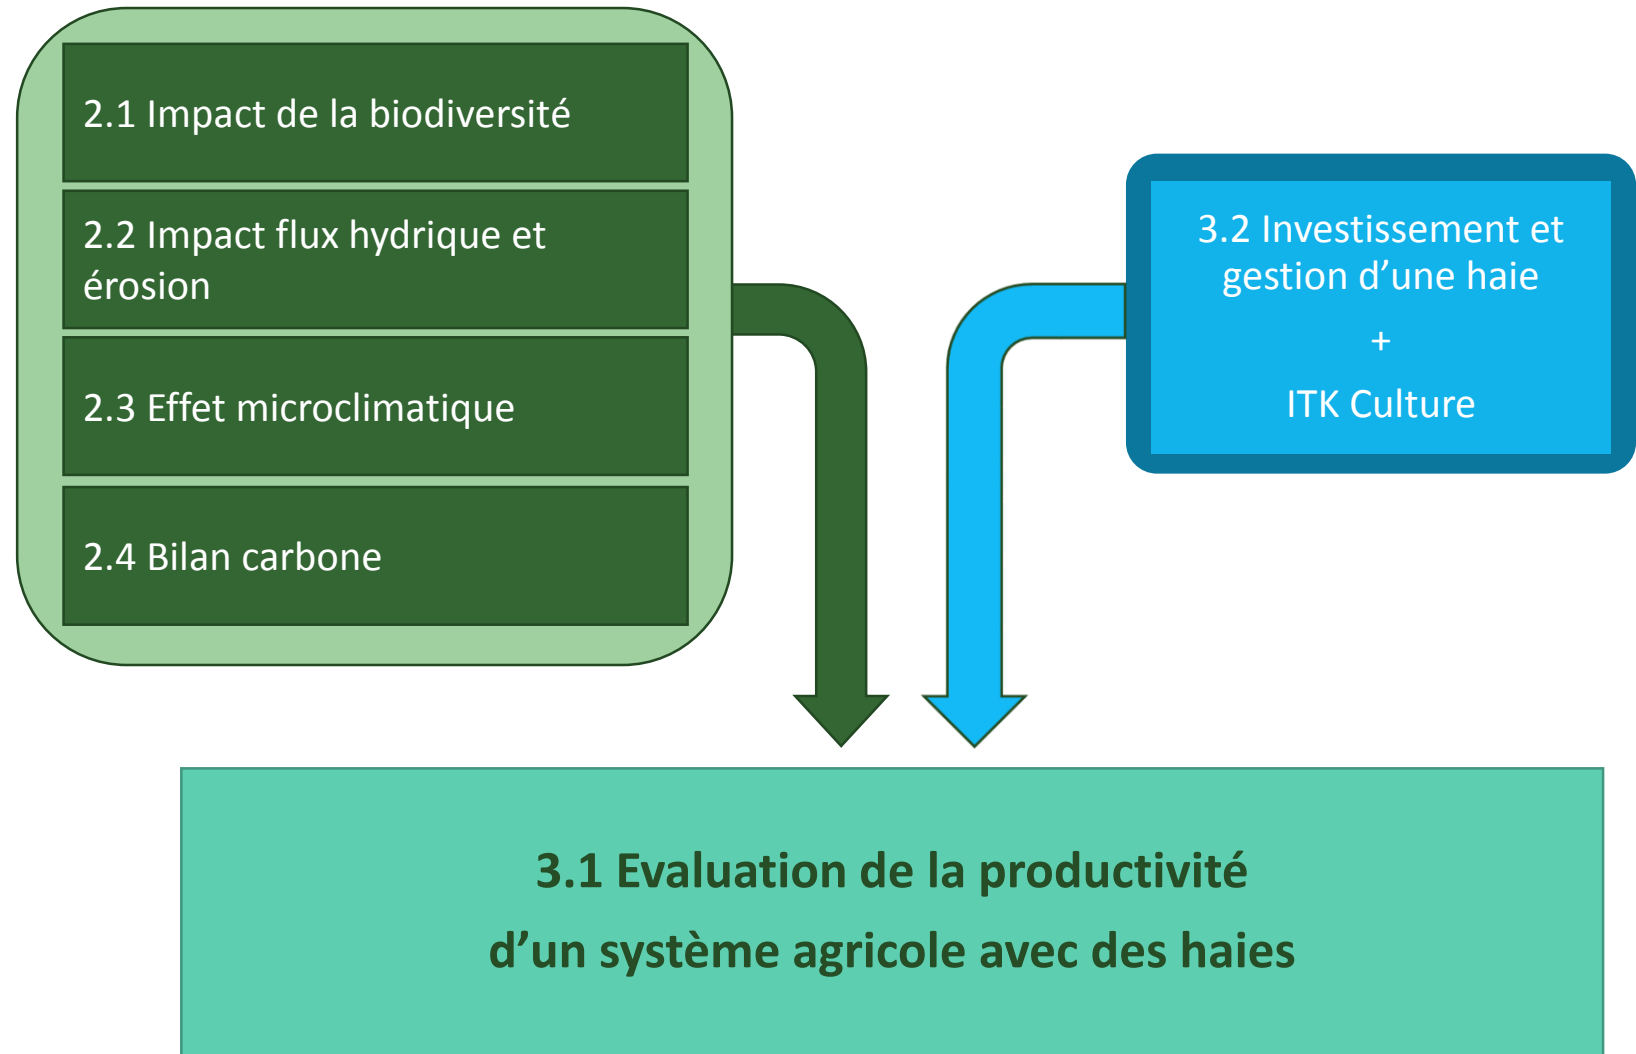 2.1 Impact de la biodiversité
2.2 Impact flux hydrique et
érosion
2.3 Effet microclimatique
2.4 Bilan carbone
3.2 Investissement et
gestion d’une haie
+
ITK Culture
3.1 Evaluation de la productivité
d’un système agricole avec des haies